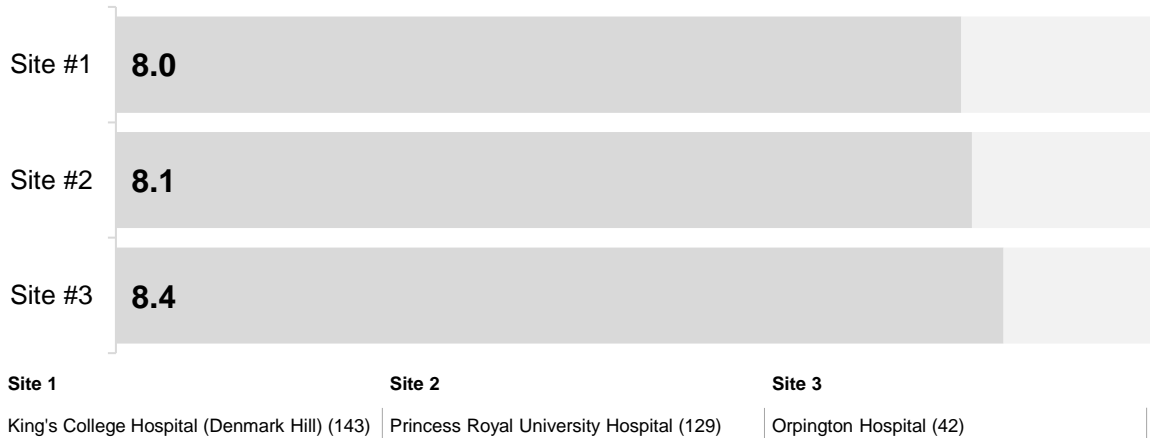 Site #1 8.0
Site #2 8.1
Site #3 8.4
Site 1 Site 2 Site 3
King's College Hospital (Denmark Hill) (143) Princess Royal University Hospital (129) Orpington Hospital (42)